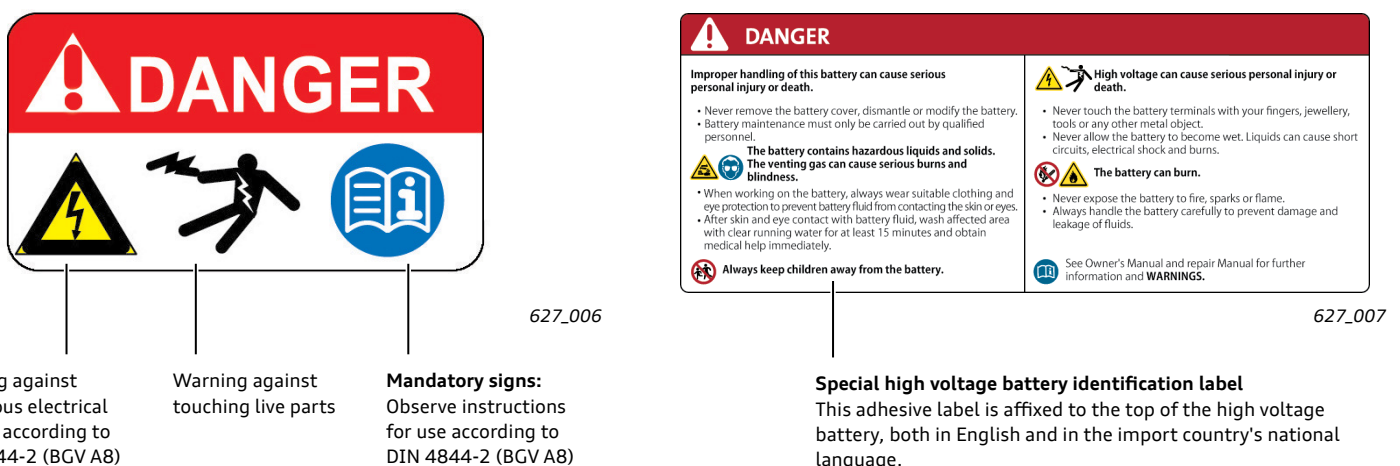 DANGER
627_006
g against
ous electrical
according to
44-2 (BGV A8)
Warning against
touching live parts
Mandatory signs:
Observe instructions
for use according to
DIN 4844-2 (BGV A8)
DANGER
Improper handling of this battery can cause serious
personal injury or death.
• Never remove the battery cover, dismantle or modify the battery.
• Battery maintenance must only be carried out by qualified
personnel.
The battery contains hazardous liquids and solids.
The venting gas can cause serious burns and
blindness.
• When working on the battery, always wear suitable clothing and
eye protection to prevent battery fluid from contacting the skin or eyes.
• After skin and eye contact with battery fluid, wash affected area
with clear running water for at least 15 minutes and obtain
medical help immediately.
Always keep children away from the battery.
High voltage can cause serious personal injury or
death.
• Never touch the battery terminals with your fingers, jewellery,
tools or any other metal object.
• Never allow the battery to become wet. Liquids can cause short
circuits, electrical shock and burns.
The battery can burn.
• Never expose the battery to fire, sparks or flame.
• Always handle the battery carefully to prevent damage and
leakage of fluids.
See Owner's Manual and repair Manual for further
information and WARNINGS.
627_007
Special high voltage battery identification label
This adhesive label is affixed to the top of the high voltage
battery, both in English and in the import country's national
language.